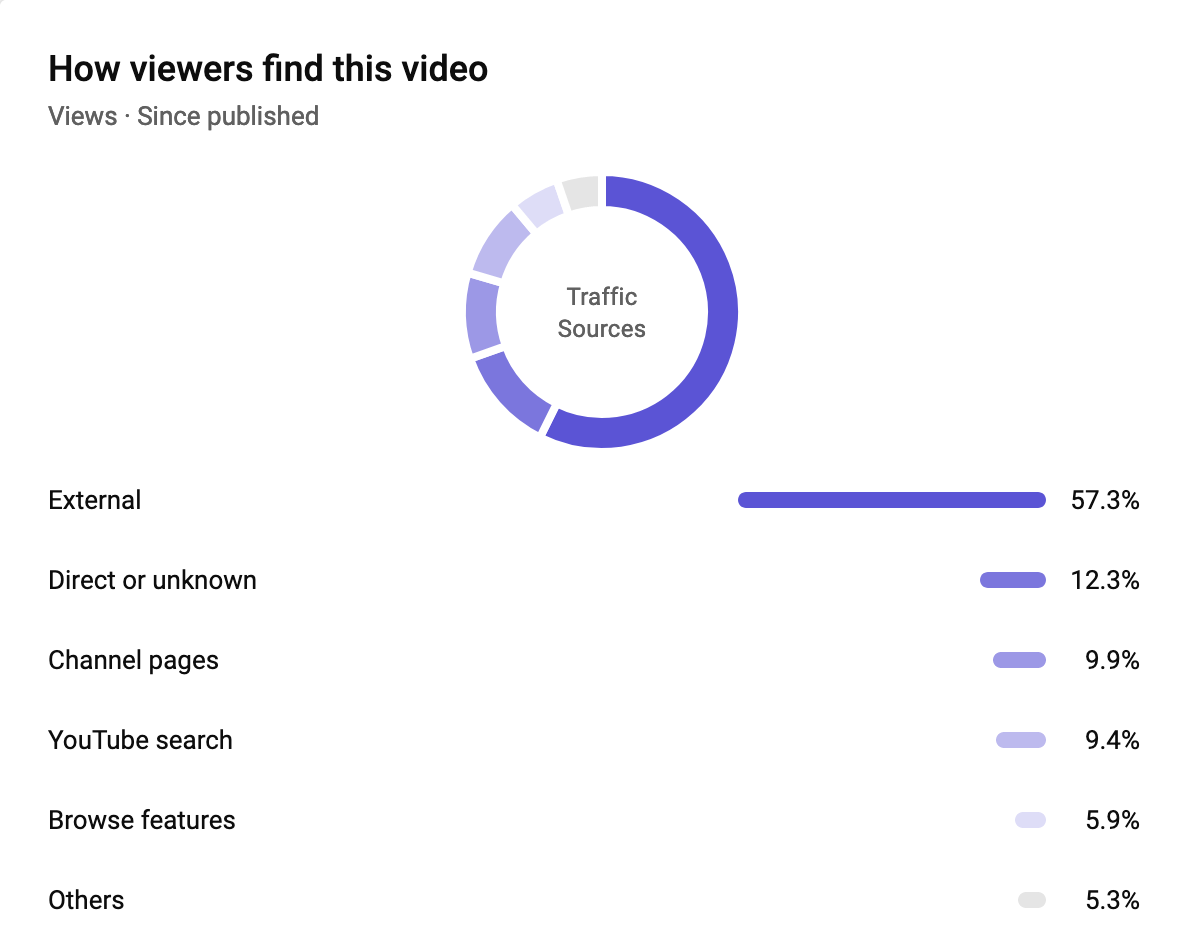 How viewers find this video
Views · Since published
Traffic
Sources
External 57.3%
Direct or unknown 12.3%
Channel pages 9.9%
YouTube search 9.4%
Browse features 5.9%
Others 5.3%